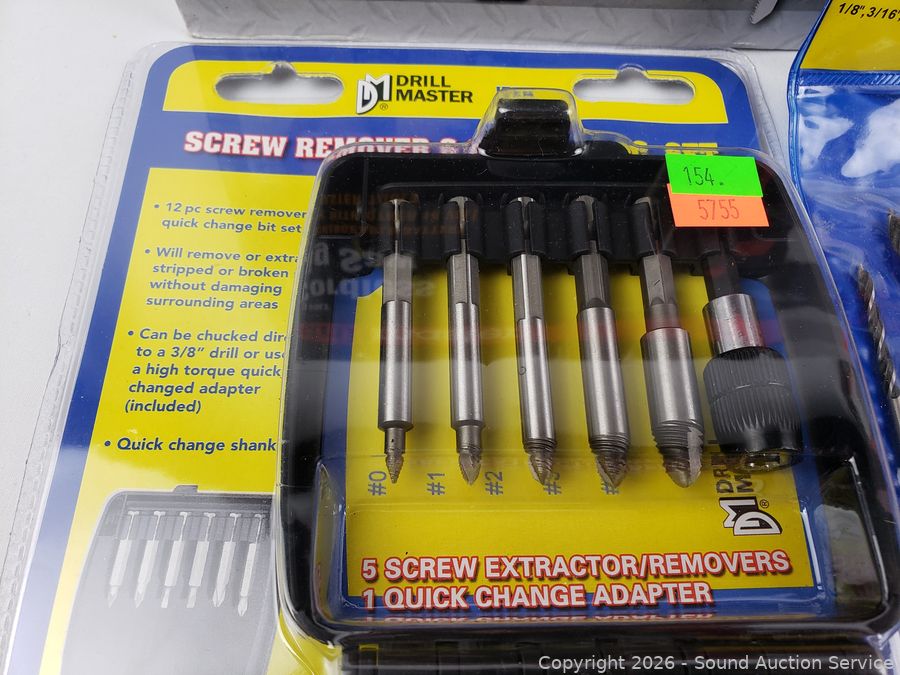 1/8",3/16"
DRILL
MASTER
SCREW REMOVER
SET
154.
5755
• 12 pc screw remover
quick change bit set
• Will remove or extra
stripped or broken
without damaging
surrounding areas
• Can be chucked dire
to a 3/8" drill or use
a high torque quick
changed adapter
(included)
• Quick change shank
#0
#1
#2
#3
#
DRILL
MASTER
5 SCREW EXTRACTOR/REMOVERS
1 QUICK CHANGE ADAPTER
Copyright 2026 - Sound Auction Service